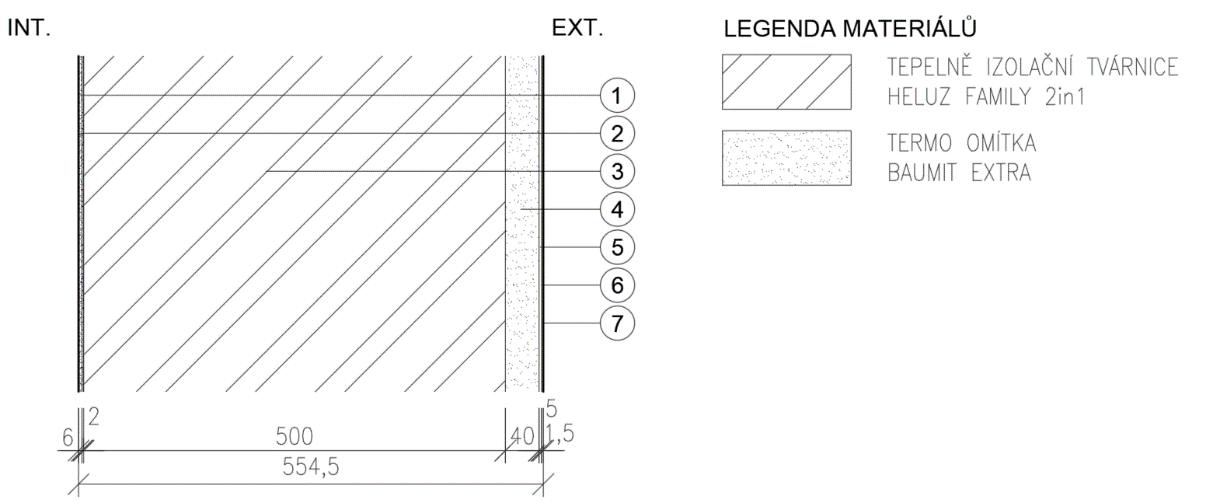 INT.
EXT.
LEGENDA MATERIÁLŮ
TEPELNĚ IZOLAČNÍ TVÁRNICE
HELUZ FAMILY 2in1
TERMO OMÍTKA
BAUMIT EXTRA
1
2
3
4
5
6
7
2
5
6
500
40
1,5
554,5